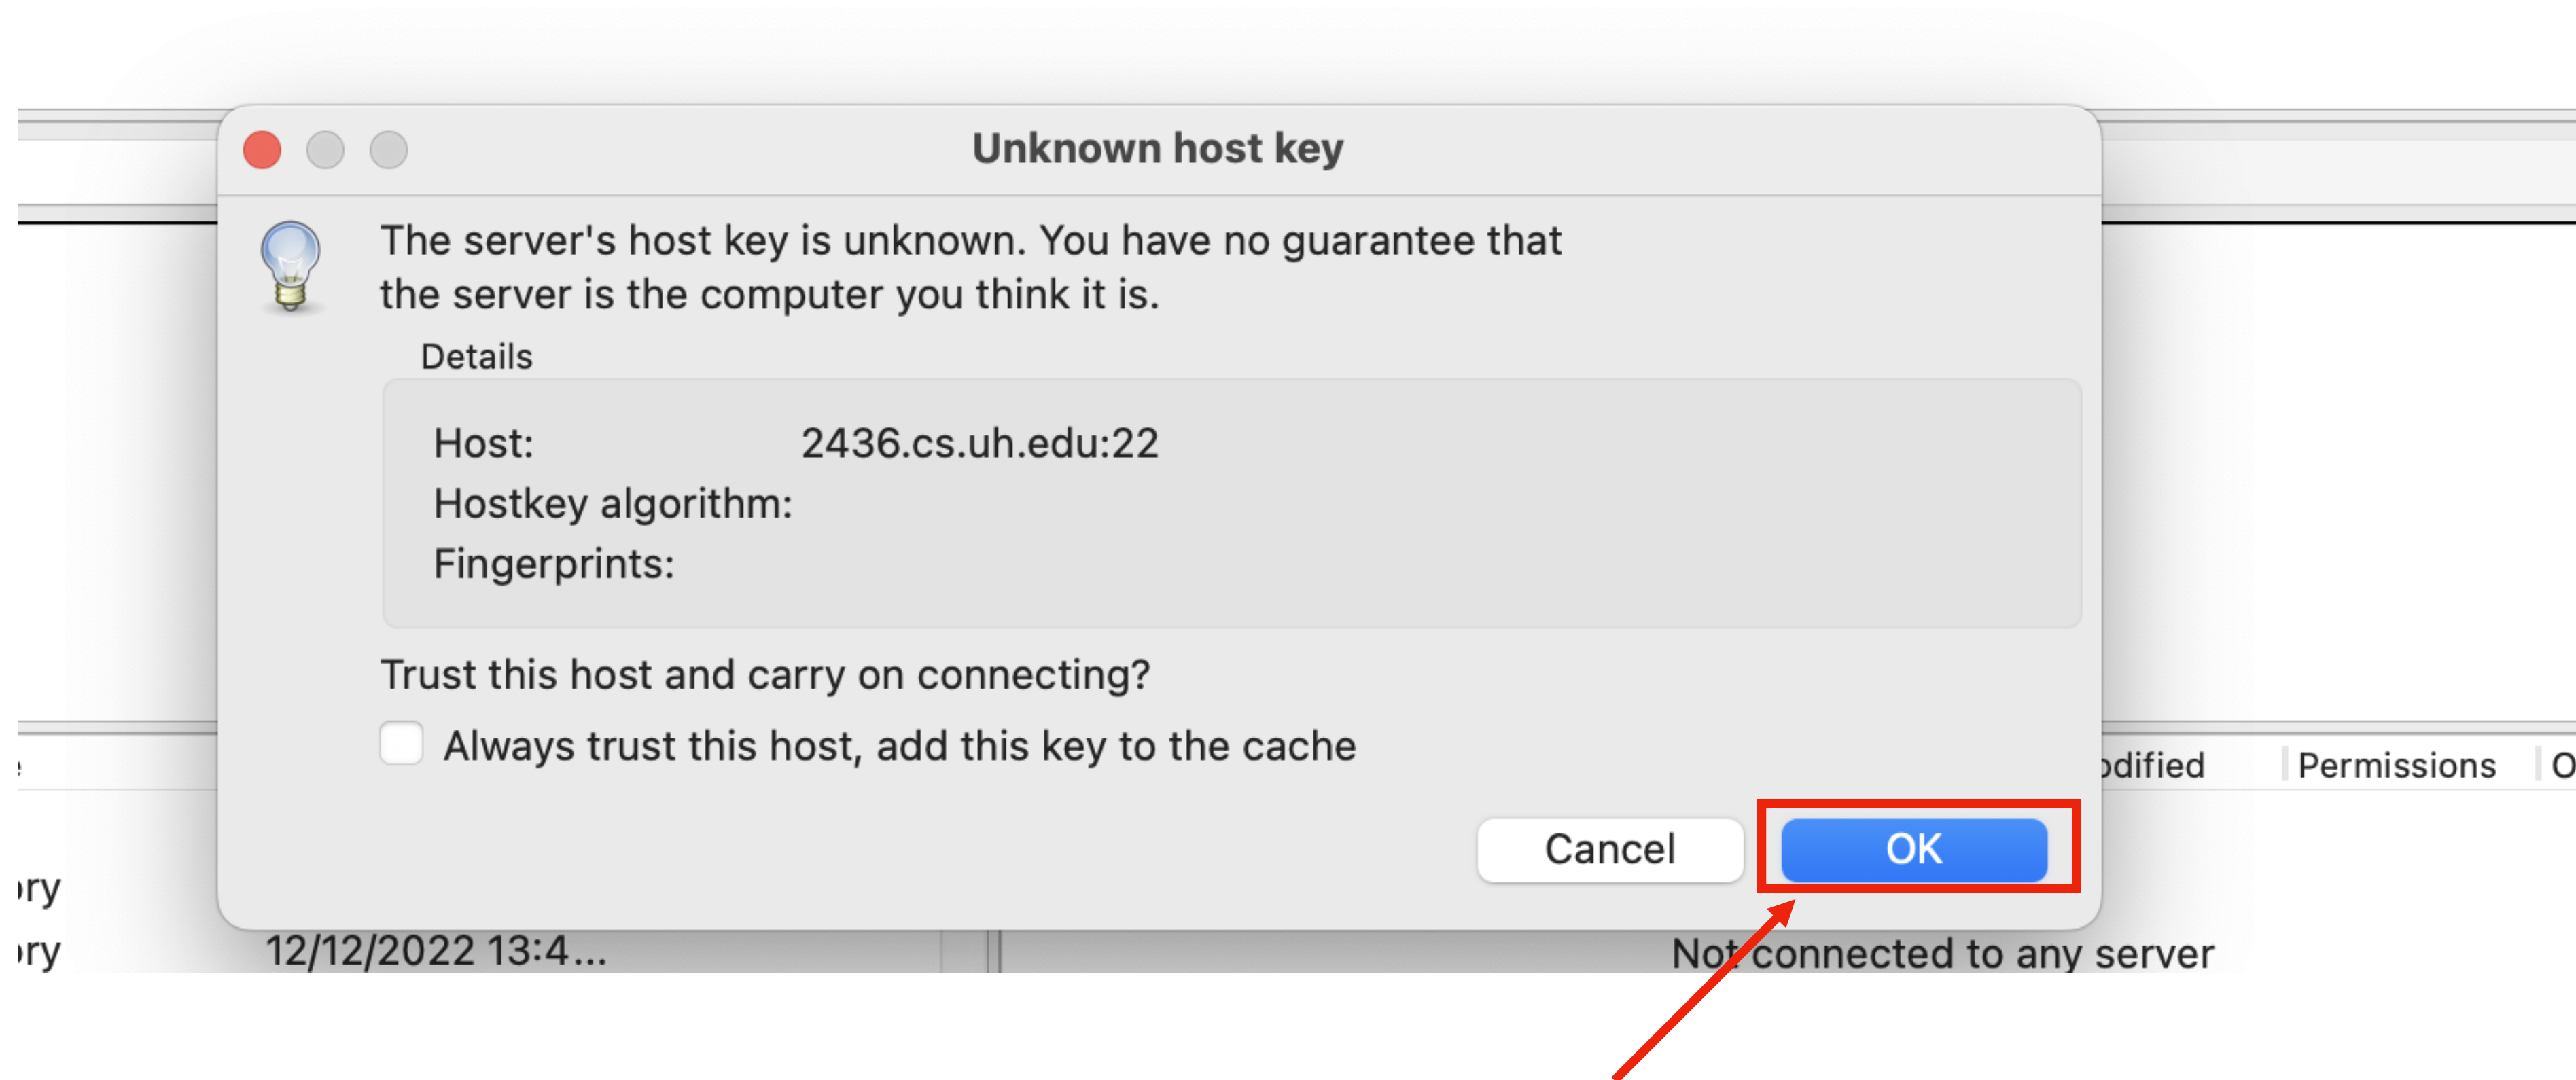 Unknown host key
The server's host key is unknown. You have no guarantee that
the server is the computer you think it is.
Details
Host: 2436.cs.uh.edu:22
Hostkey algorithm:
Fingerprints:
Trust this host and carry on connecting?
Always trust this host, add this key to the cache
Permissions
Cancel OK
12/12/2022 13:4...
Not connected to any server